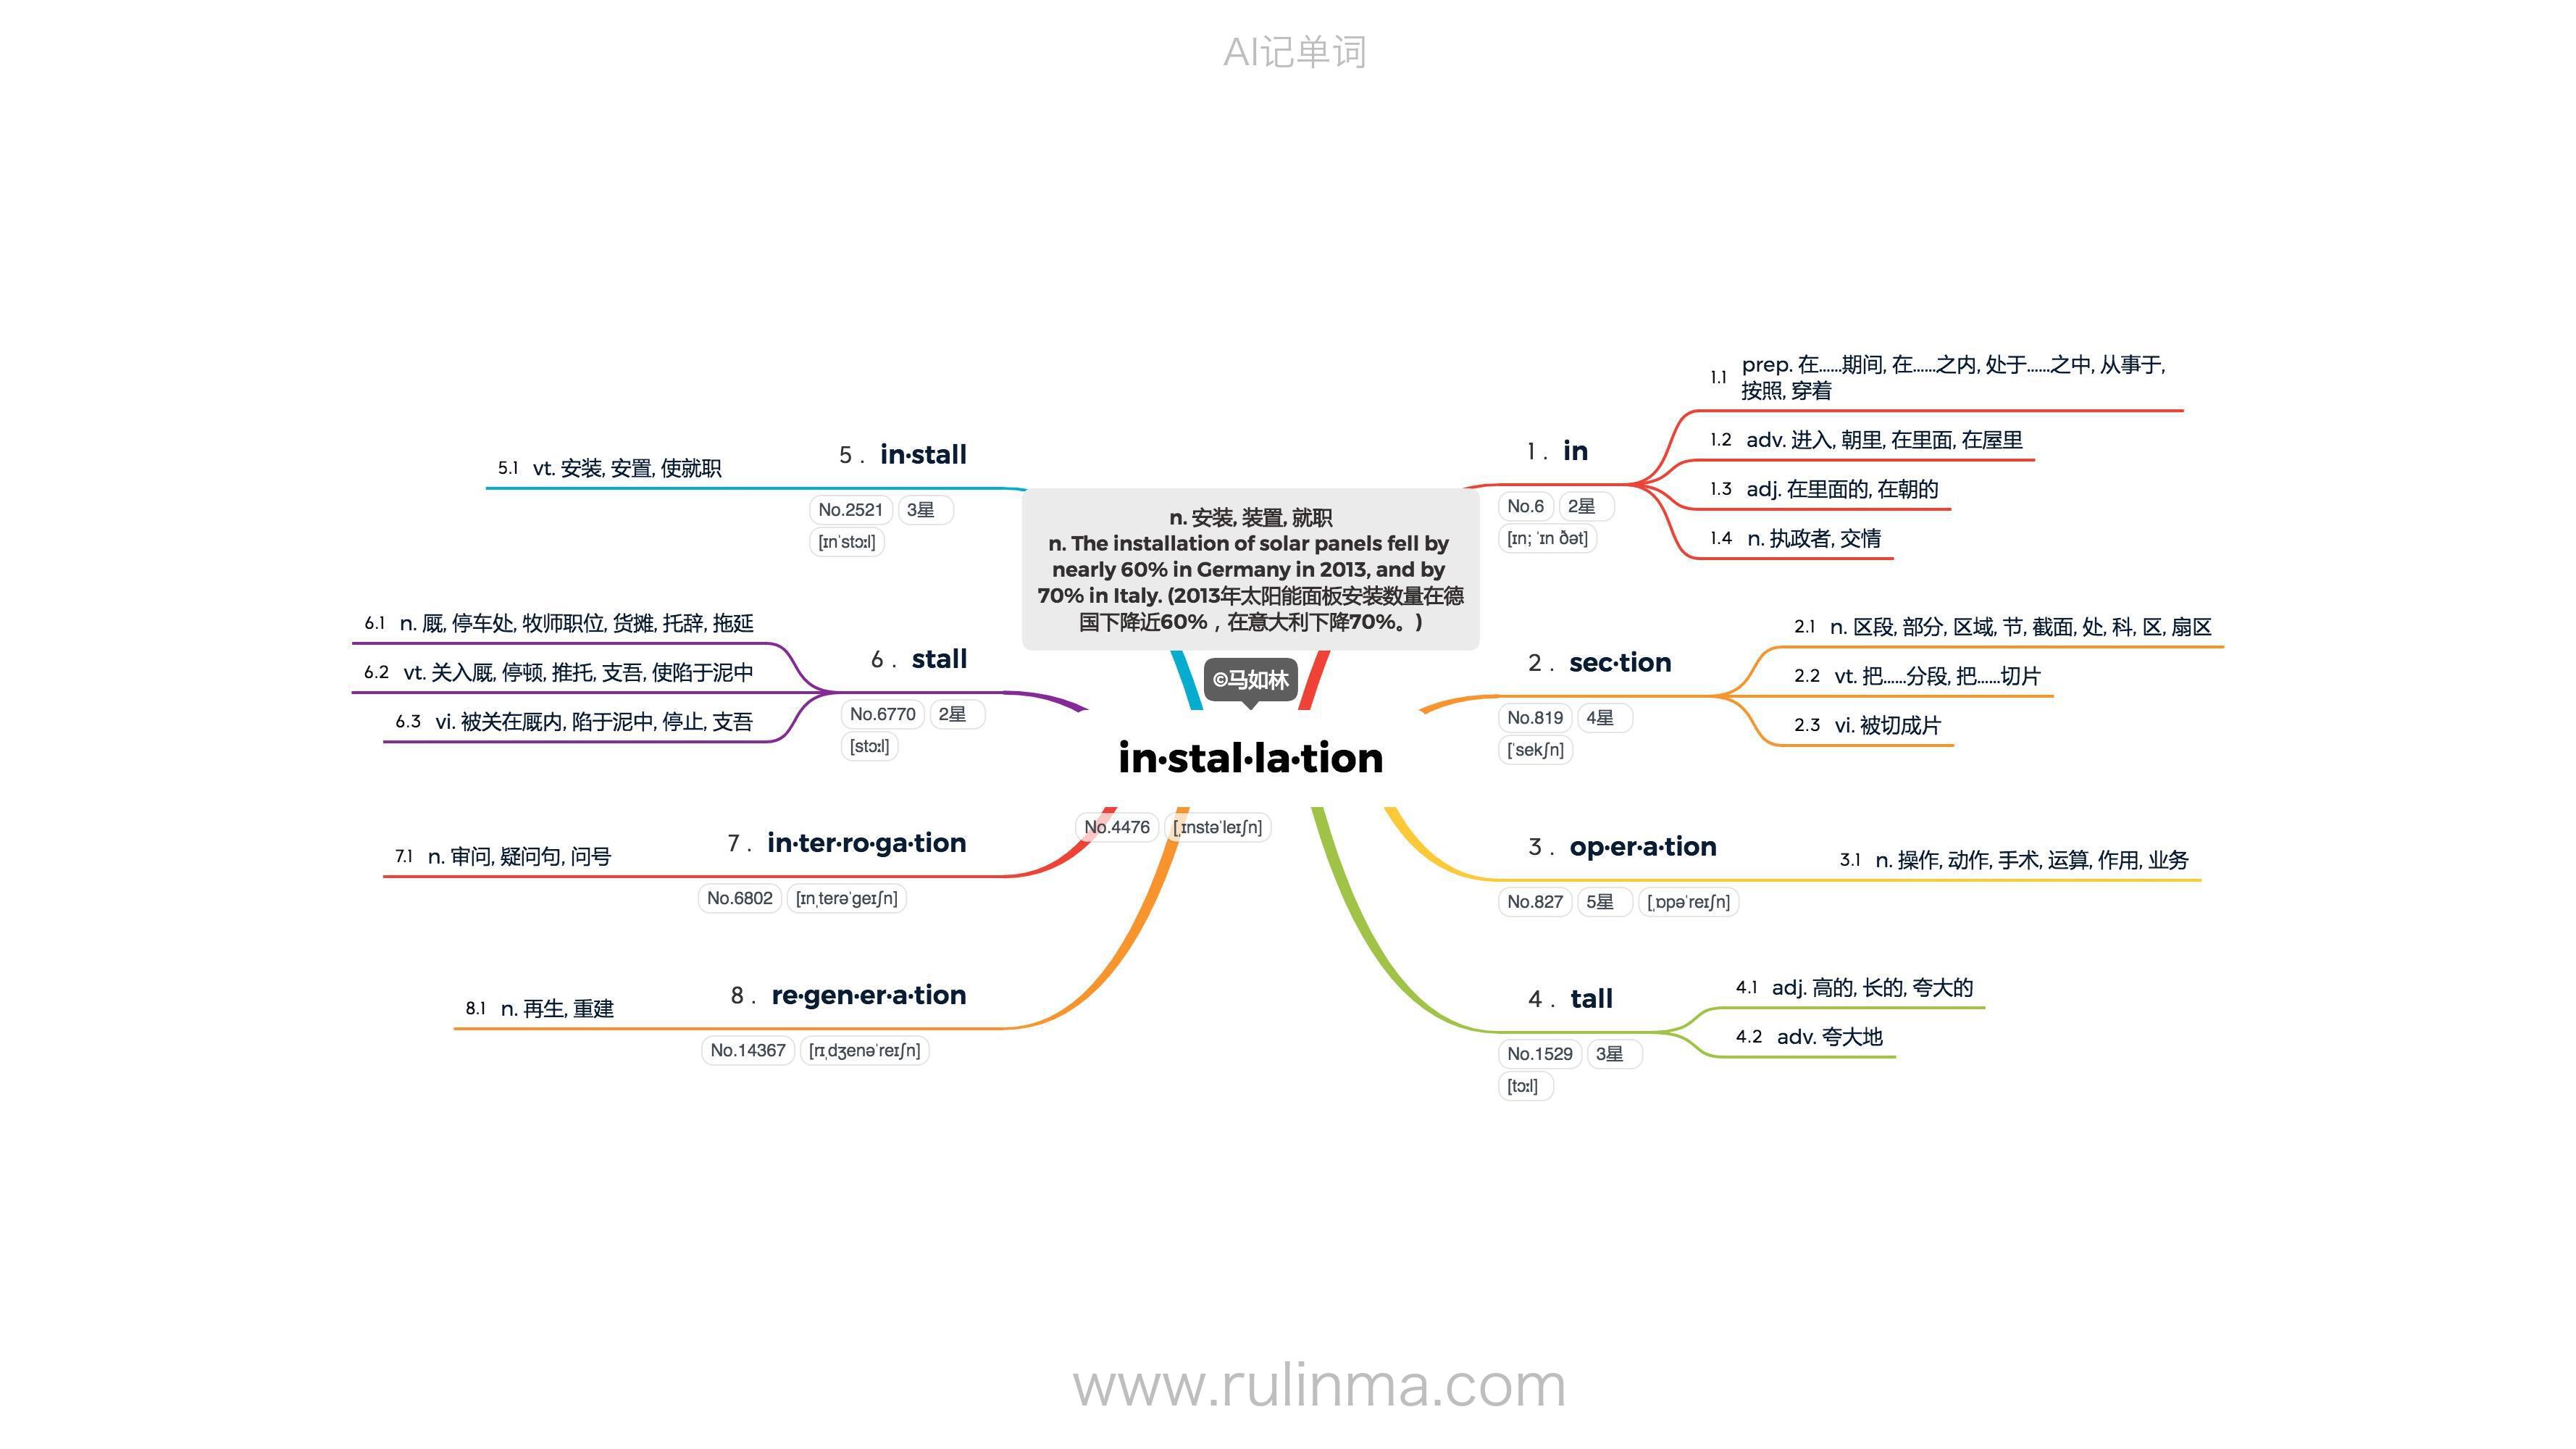 AI记单词
n. 安装, 装置, 就职
n. The installation of solar panels fell by
nearly 60% in Germany in 2013, and by
70% in Italy. (2013年太阳能面板安装数量在德
国下降近60%，在意大利下降70%。)
©马如林
in·stal·la·tion
No.4476 [ˌɪnstəˈleɪʃn]
1 . in
No.6 2星
[ɪn; ˈɪn ðət]
1.1 prep. 在......期间, 在......之内, 处于......之中, 从事于,
按照, 穿着
1.2 adv. 进入, 朝里, 在里面, 在屋里
1.3 adj. 在里面的, 在朝的
1.4 n. 执政者, 交情
2 . sec·tion
No.819 4星
[ˈsekʃn]
2.1 n. 区段, 部分, 区域, 节, 截面, 处, 科, 区, 扇区
2.2 vt. 把......分段, 把......切片
2.3 vi. 被切成片
3 . op·er·a·tion
No.827 5星 [ˌɒpəˈreɪʃn]
3.1 n. 操作, 动作, 手术, 运算, 作用, 业务
4 . tall
No.1529 3星
[tɔːl]
4.1 adj. 高的, 长的, 夸大的
4.2 adv. 夸大地
5 . in·stall
No.2521 3星
[ɪnˈstɔːl]
5.1 vt. 安装, 安置, 使就职
6 . stall
No.6770 2星
[stɔːl]
6.1 n. 厩, 停车处, 牧师职位, 货摊, 托辞, 拖延
6.2 vt. 关入厩, 停顿, 推托, 支吾, 使陷于泥中
6.3 vi. 被关在厩内, 陷于泥中, 停止, 支吾
7 . in·ter·ro·ga·tion
No.6802 [ɪnˌterəˈgeɪʃn]
7.1 n. 审问, 疑问句, 问号
8 . re·gen·er·a·tion
No.14367 [rɪˌdʒenəˈreɪʃn]
8.1 n. 再生, 重建
www.rulinma.com